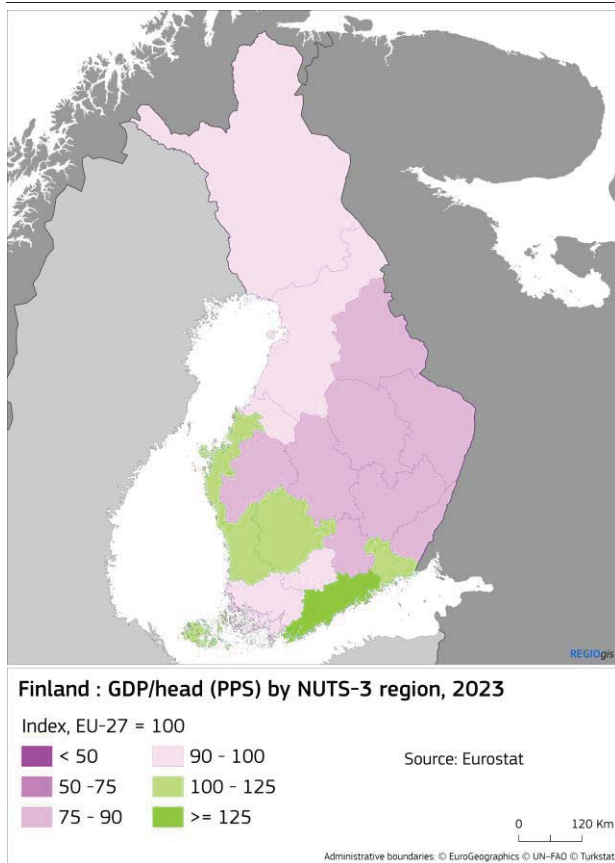 REGIOgis
Finland : GDP/head (PPS) by NUTS-3 region, 2023
Index, EU-27 = 100
< 50
90 - 100
Source: Eurostat
50 -75
100 - 125
75 - 90
>= 125
0 120 Km
Administrative boundaries: © EuroGeographics © UN-FAO © Turkstat